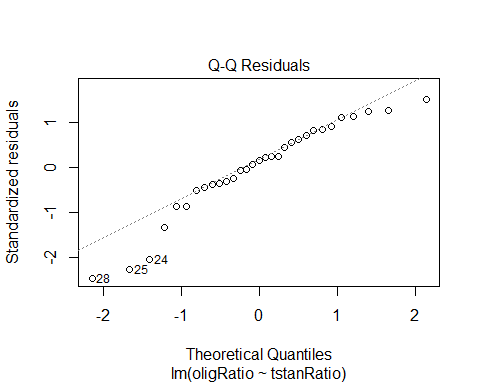 Q-Q Residuals
Standardized residuals
1
0
-1
-2
28
25
24
-2 -1 0 1 2
Theoretical Quantiles
lm(oligRatio ~ tstanRatio)